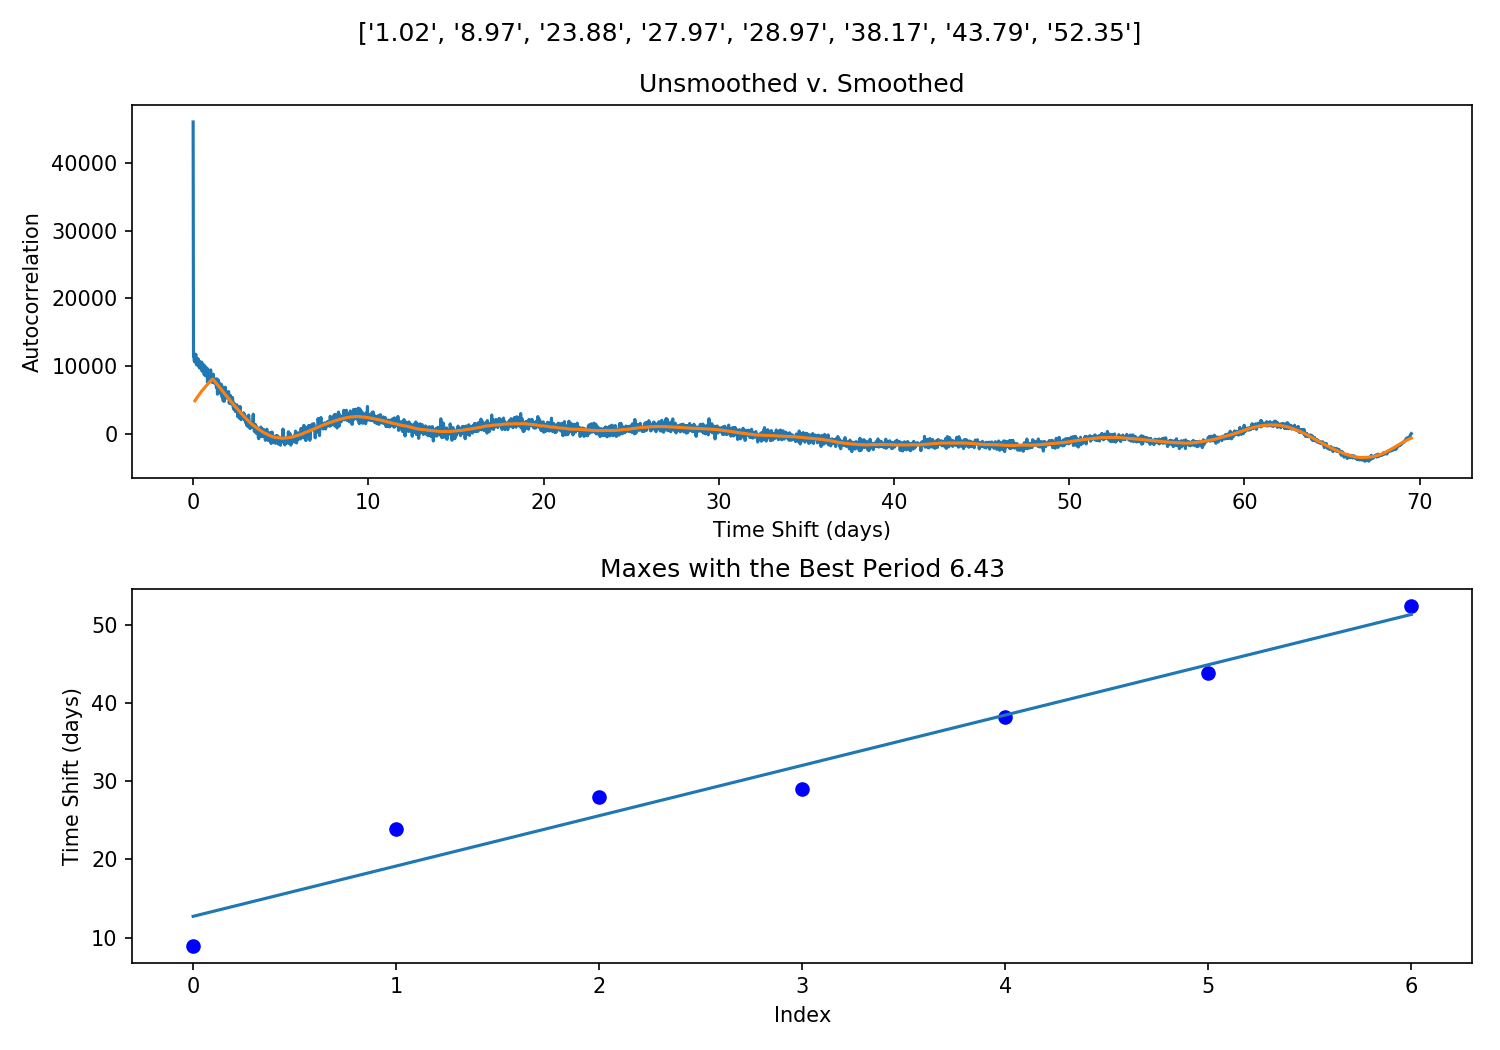 ['1.02', '8.97', '23.88', '27.97', '28.97', '38.17', '43.79', '52.35']
Unsmoothed v. Smoothed
Autocorrelation
40000
30000
20000
10000
0
0 10 20 30 40 50 60 70
Time Shift (days)
Maxes with the Best Period 6.43
Time Shift (days)
50
40
30
20
10
0 1 2 3 4 5 6
Index